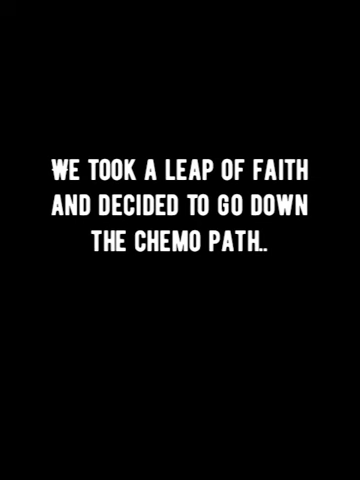 WE TOOK A LEAP OF FAITH
AND DECIDED TO GO DOWN
THE CHEMO PATH..